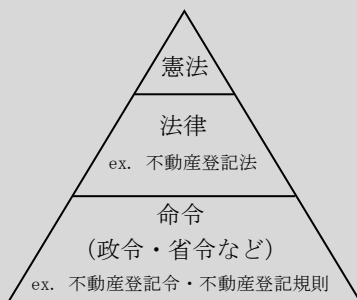 憲法
法律
ex. 不動産登記法
命令
（政令・省令など）
ex. 不動産登記令・不動産登記規則